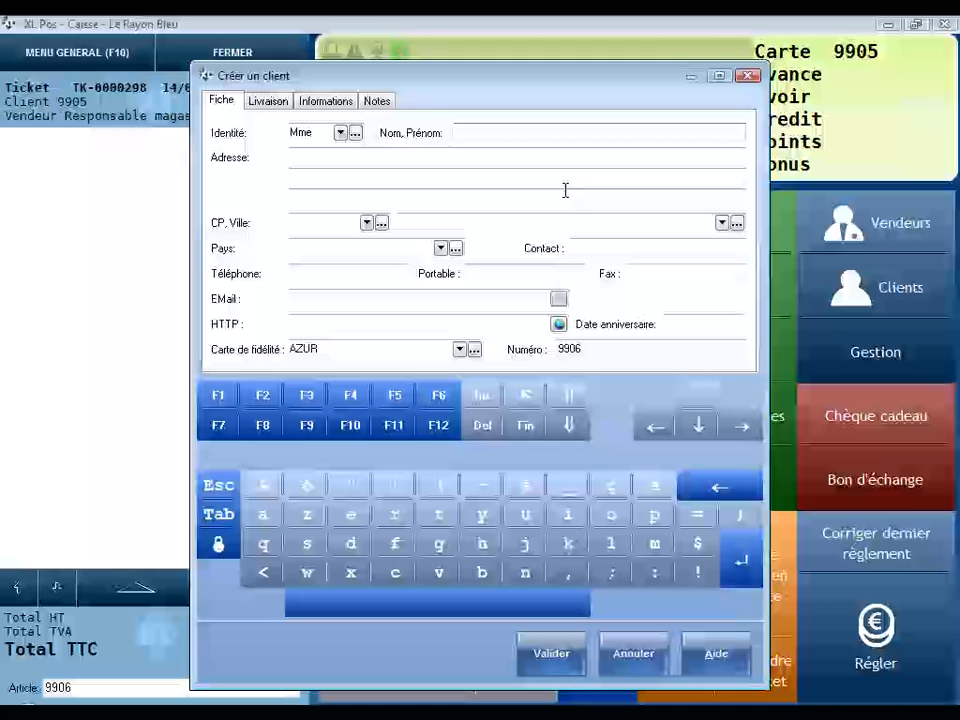 XL Pos - Caisse - Le Rayon Bleu
MENU GENERAL (F10)
FERMER
Ticket TK-0000298 14/0
Client 9905
Vendeur Responsable magas
Carte 9905
vance
voir
redit
oints
onus
Créer un client
Fiche
Livraison
Informations
Notes
Identité:
Mme
Nom, Prénom:
Adresse:
CP, Ville:
Pays:
Contact :
Téléphone:
Portable :
Fax :
EMail :
HTTP :
Date anniversaire:
Carte de fidélité :
AZUR
Numéro :
9906
F1 F2 F3 F4 F5 F6
F7 F8 F9 F10 F11 F12 Del Fin
Esc
Tab a z e r t y u i o p =
q s d f g h j k l m $
< w x c v b n , ; : !
Valider
Annuler
Aide
Vendeurs
Clients
Gestion
es
Chèque cadeau
Bon d'échange
Corriger dernier
règlement
en
Régler
Total HT
Total TVA
Total TTC
Article: 9906